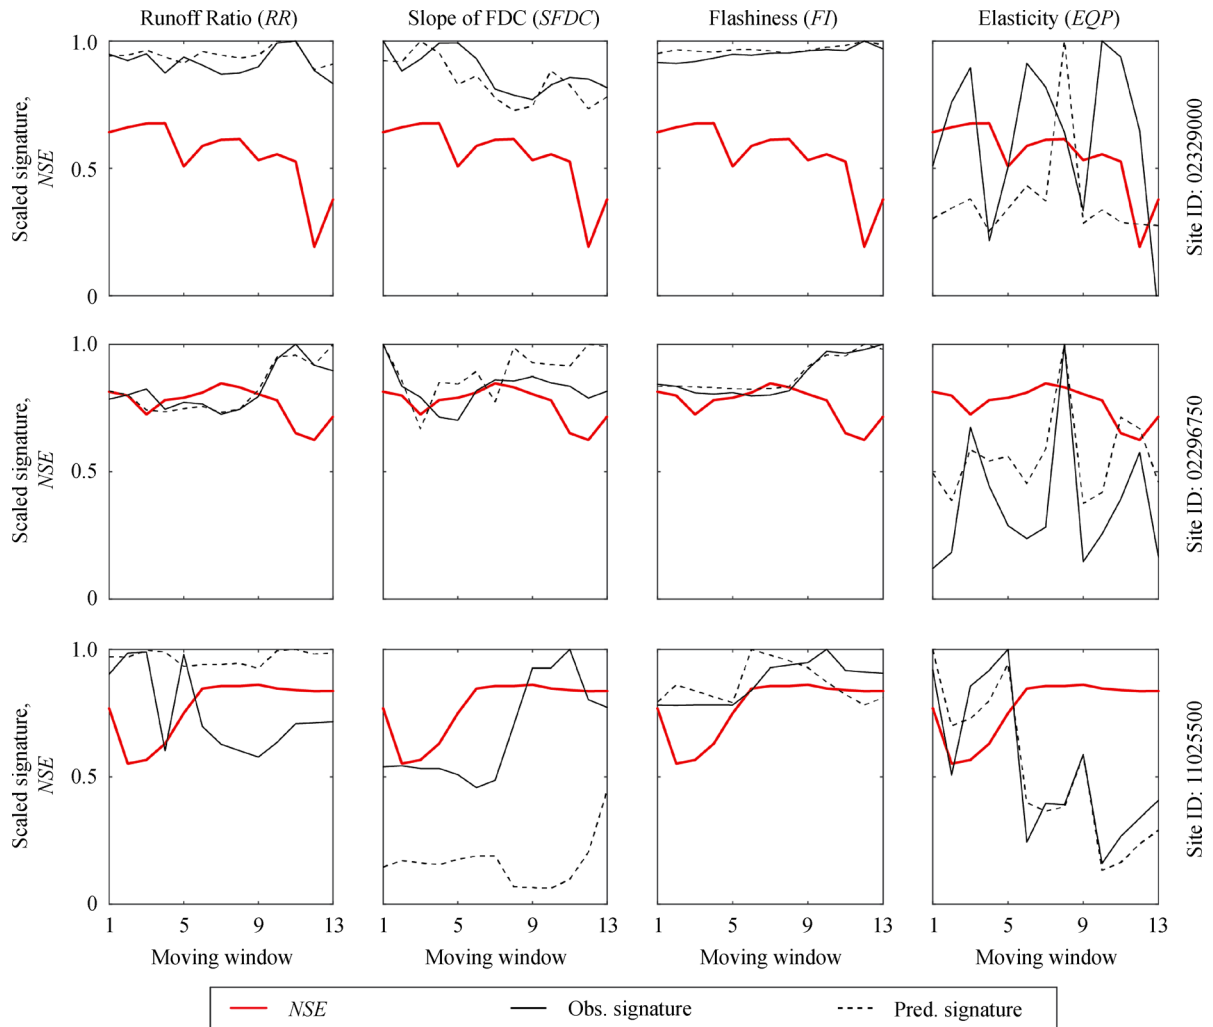 Runoff Ratio (RR)
Slope of FDC (SFDC)
Flashiness (FI)
Elasticity (EQP)
Scaled signature,
NSE
1.0
0.5
0
Site ID: 02329000
Scaled signature,
NSE
1.0
0.5
0
Site ID: 02296750
Scaled signature,
NSE
1.0
0.5
0
Site ID: 11025500
1 5 9 13
1 5 9 13
1 5 9 13
1 5 9 13
Moving window
Moving window
Moving window
Moving window
NSE
Obs. signature
Pred. signature